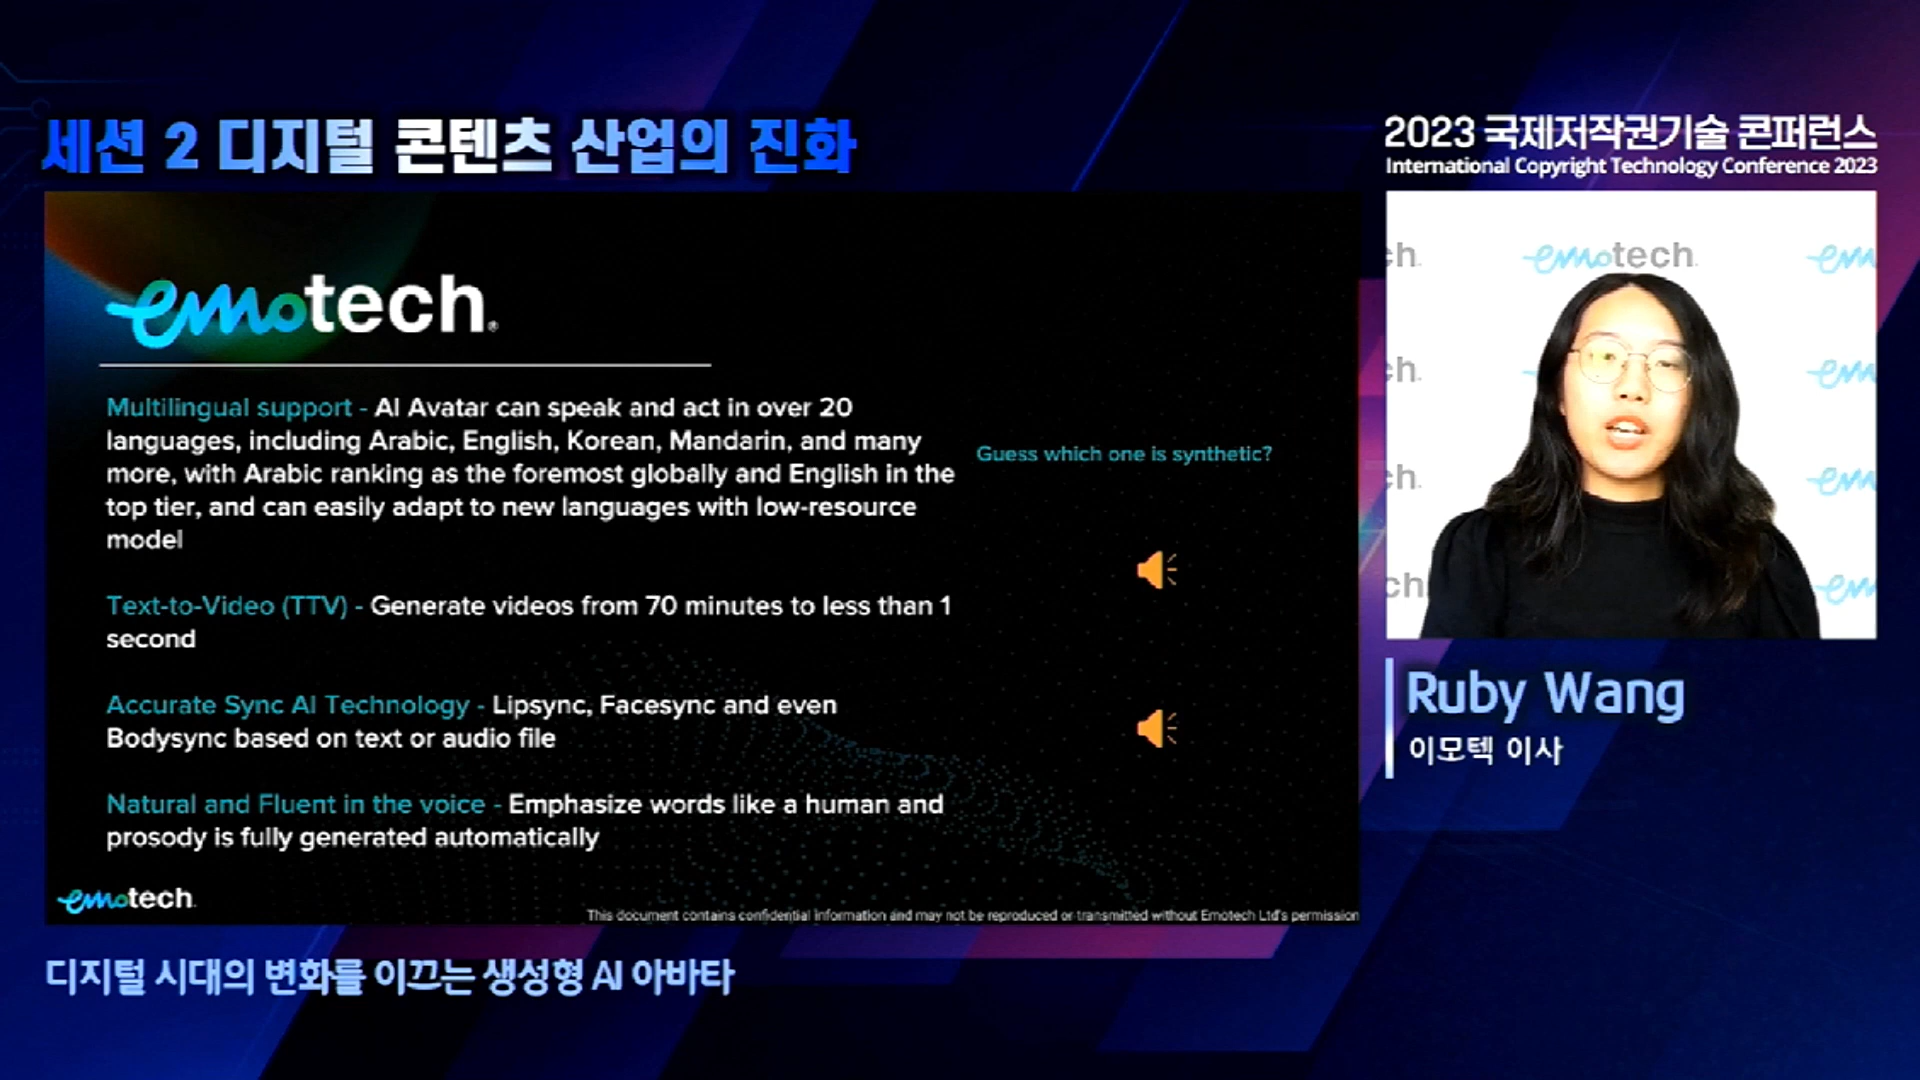 세션 2 디지털 콘텐츠 산업의 진화
2023 국제저작권기술 콘퍼런스
International Copyright Technology Conference 2023
emotech.
Multilingual support - AI Avatar can speak and act in over 20
languages, including Arabic, English, Korean, Mandarin, and many
more, with Arabic ranking as the foremost globally and English in the
top tier, and can easily adapt to new languages with low-resource
model
Guess which one is synthetic?
Text-to-Video (TTV) - Generate videos from 70 minutes to less than 1
second
Accurate Sync AI Technology - Lipsync, Facesync and even
Bodysync based on text or audio file
Natural and Fluent in the voice - Emphasize words like a human and
prosody is fully generated automatically
emotech.
This document contains confidential information and may not be reproduced or transmitted without Emotech Ltd's permission
ch.
emotech.
em
ch.
em
ch.
em
ch
em
Ruby Wang
이모텍 이사
디지털 시대의 변화를 이끄는 생성형 AI 아바타